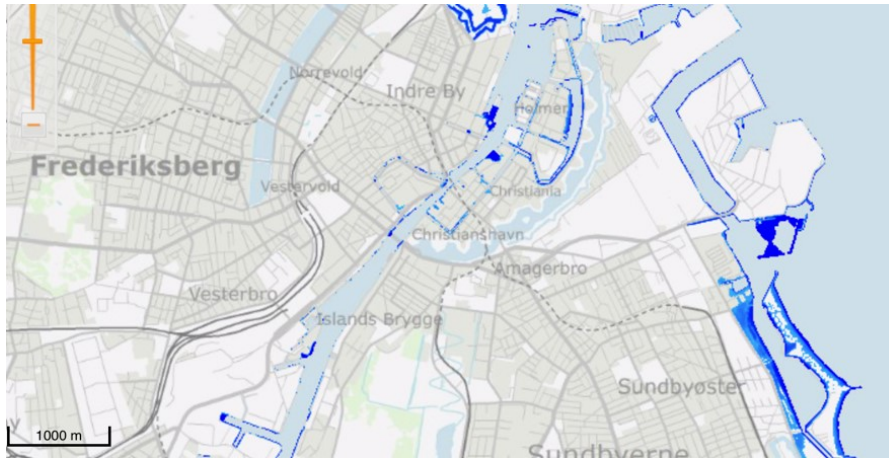 Nørrevold
Indre By
Holmen
Frederiksberg
Vestervold
Christiania
Christianshavn
Amagerbro
Vesterbro
Islands Brygge
Sundbyøster
1000 m
Sundbyerne